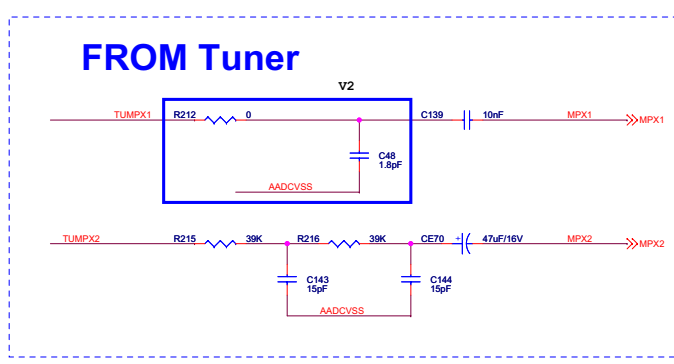 FROM Tuner
V2
TUMPX1 R212 0 C139 10nF MPX1 MPX1
C48
1.8pF
AADCVSS
TUMPX2 R215 39K R216 39K CE70 + 47uF/16V MPX2 MPX2
C143
15pF
C144
15pF
AADCVSS